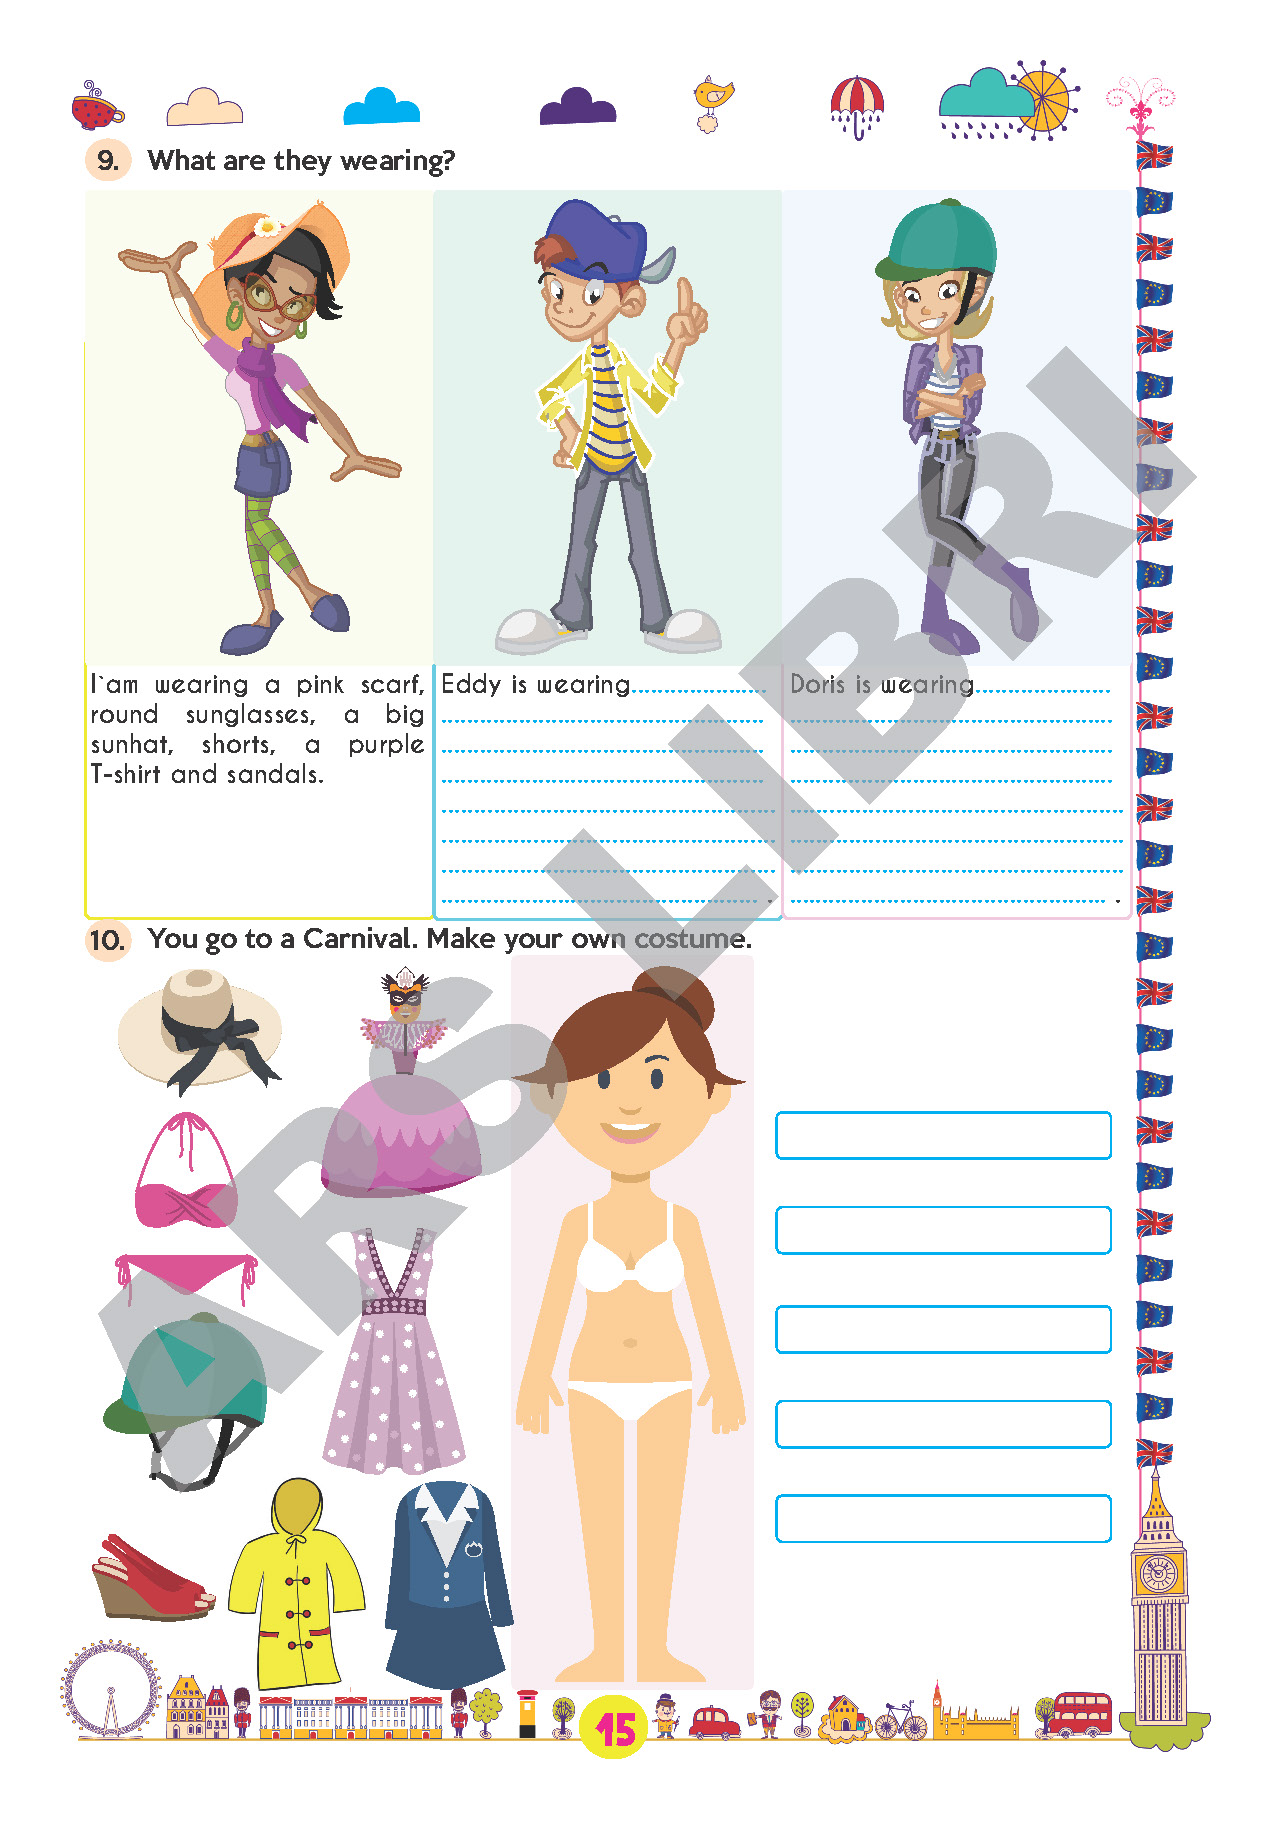 9. What are they wearing?
I`am wearing a pink scarf,
round sunglasses, a big
sunhat, shorts, a purple
T-shirt and sandals.
Eddy is wearing.....................
.
Doris is wearing.....................
.
10. You go to a Carnival. Make your own costume.
ARS LIBRI
15